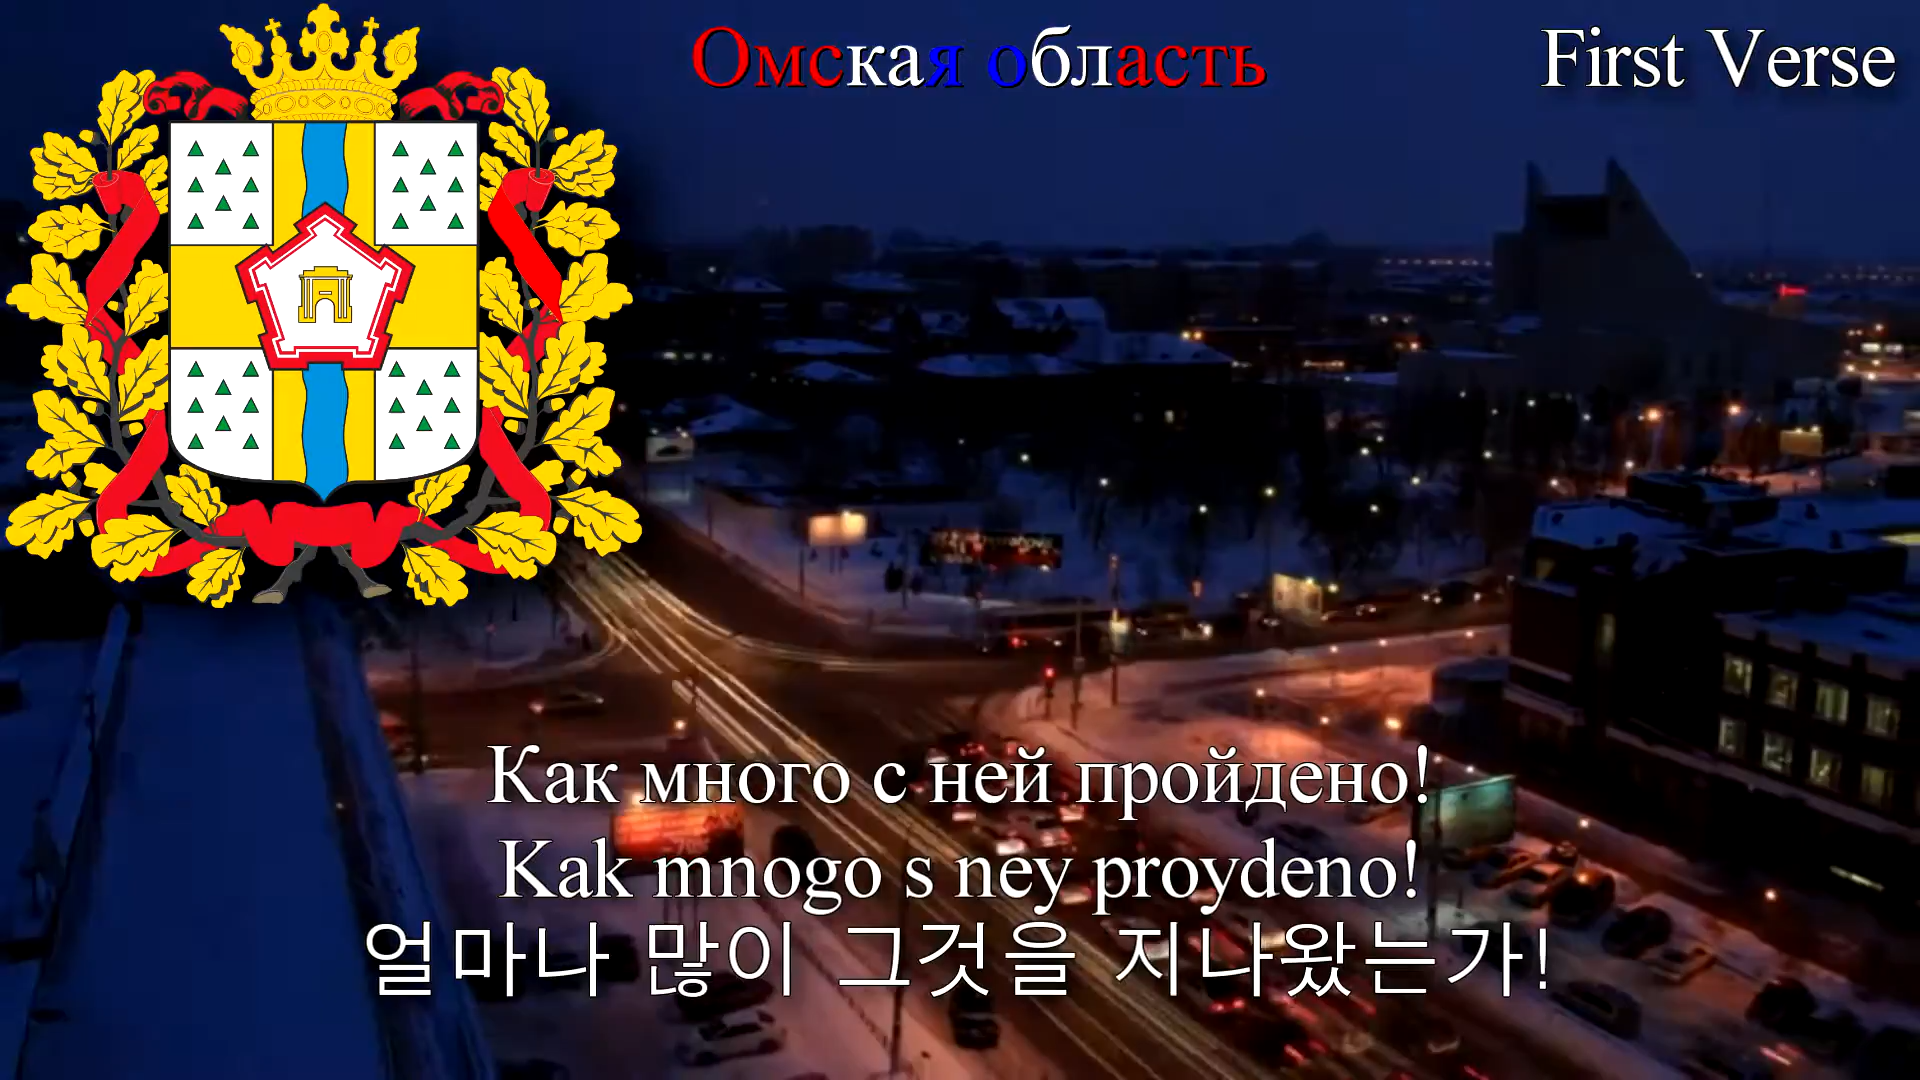 Омская область
First Verse
Как много с ней пройдено!
Kak mnogo s ney proydeno!
얼마나 많이 그것을 지나왔는가!